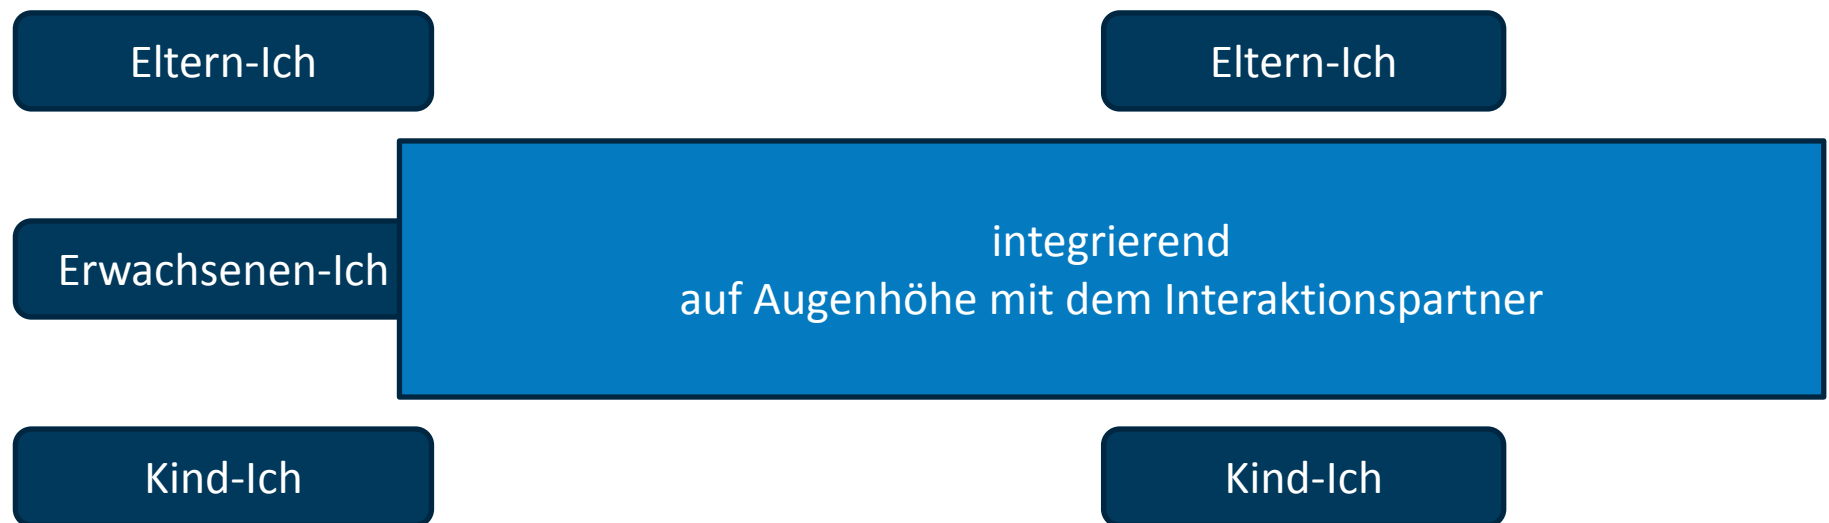 Eltern-Ich
Eltern-Ich
Erwachsenen-Ich
integrierend
auf Augenhöhe mit dem Interaktionspartner
Kind-Ich
Kind-Ich